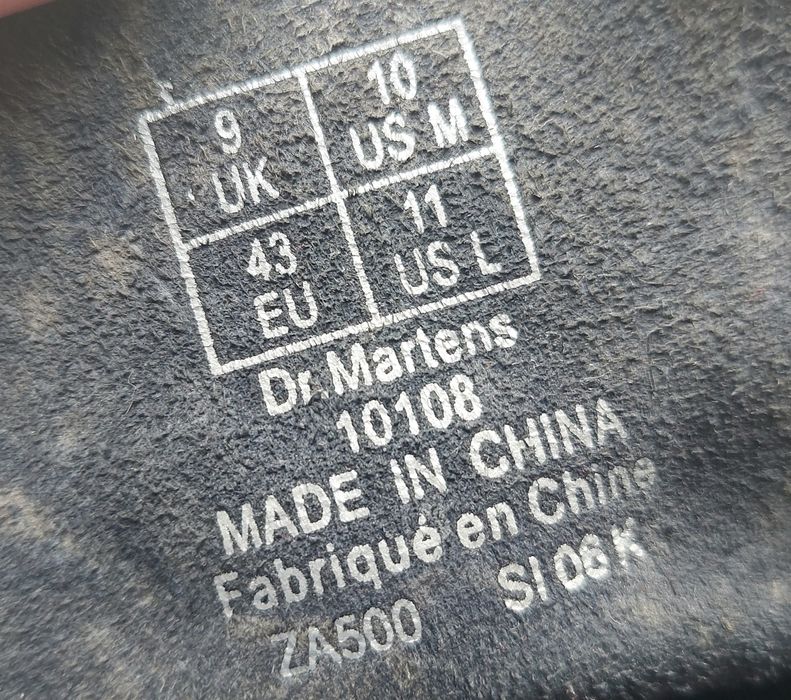 9 UK
10 US M
43 EU
11 US L
Dr. Martens
10108
MADE IN CHINA
Fabriqué en Chine
ZA500 SI 06 K